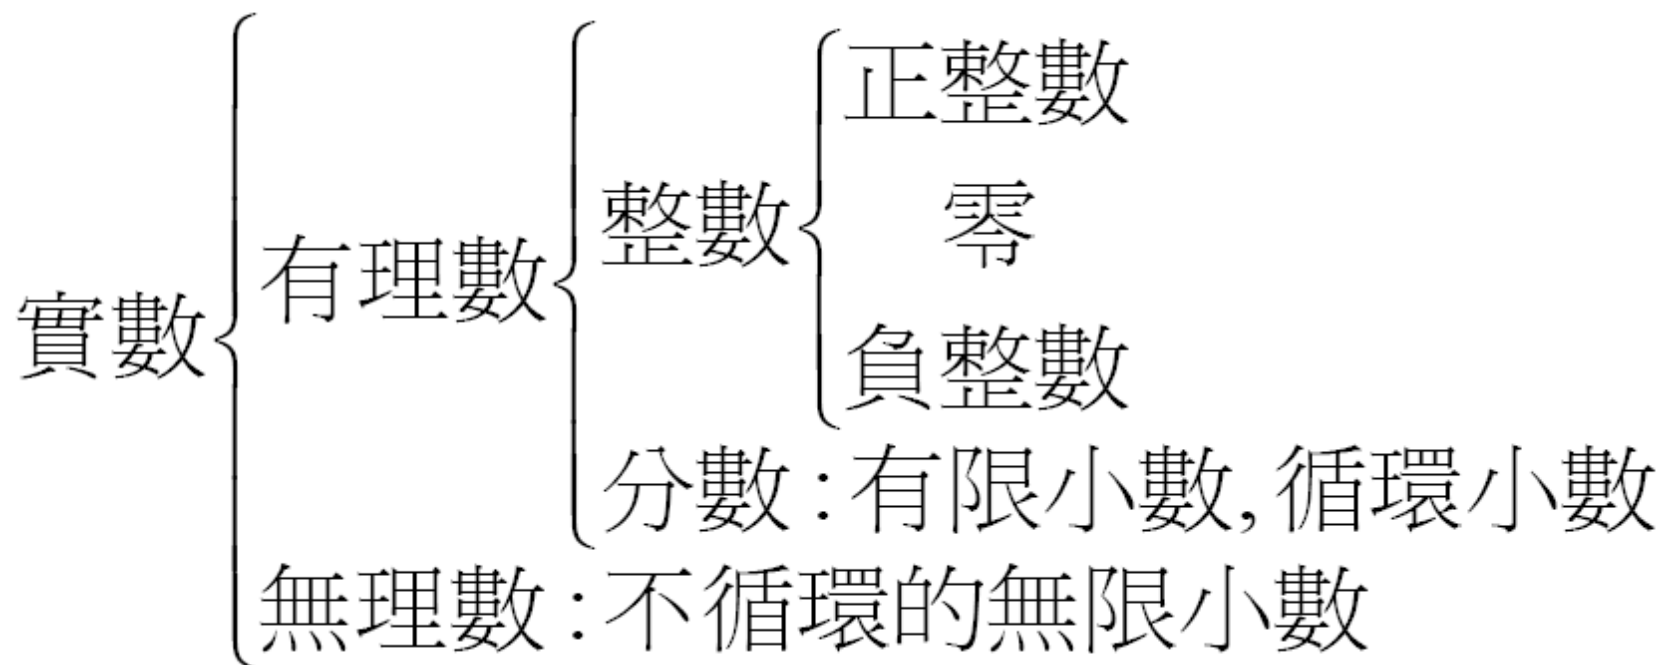 實數
有理數
整數
正整數
零
負整數
分數:有限小數,循環小數
無理數:不循環的無限小數